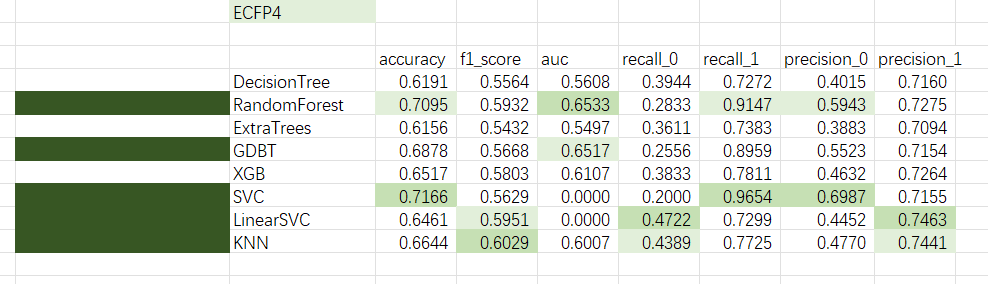 ECFP4
accuracy f1_score auc recall_0 recall_1 precision_0 precision_1
DecisionTree 0.6191 0.5564 0.5608 0.3944 0.7272 0.4015 0.7160
RandomForest 0.7095 0.5932 0.6533 0.2833 0.9147 0.5943 0.7275
ExtraTrees 0.6156 0.5432 0.5497 0.3611 0.7383 0.3883 0.7094
GDBT 0.6878 0.5668 0.6517 0.2556 0.8959 0.5523 0.7154
XGB 0.6517 0.5803 0.6107 0.3833 0.7811 0.4632 0.7264
SVC 0.7166 0.5629 0.0000 0.2000 0.9654 0.6987 0.7155
LinearSVC 0.6461 0.5951 0.0000 0.4722 0.7299 0.4452 0.7463
KNN 0.6644 0.6029 0.6007 0.4389 0.7725 0.4770 0.7441